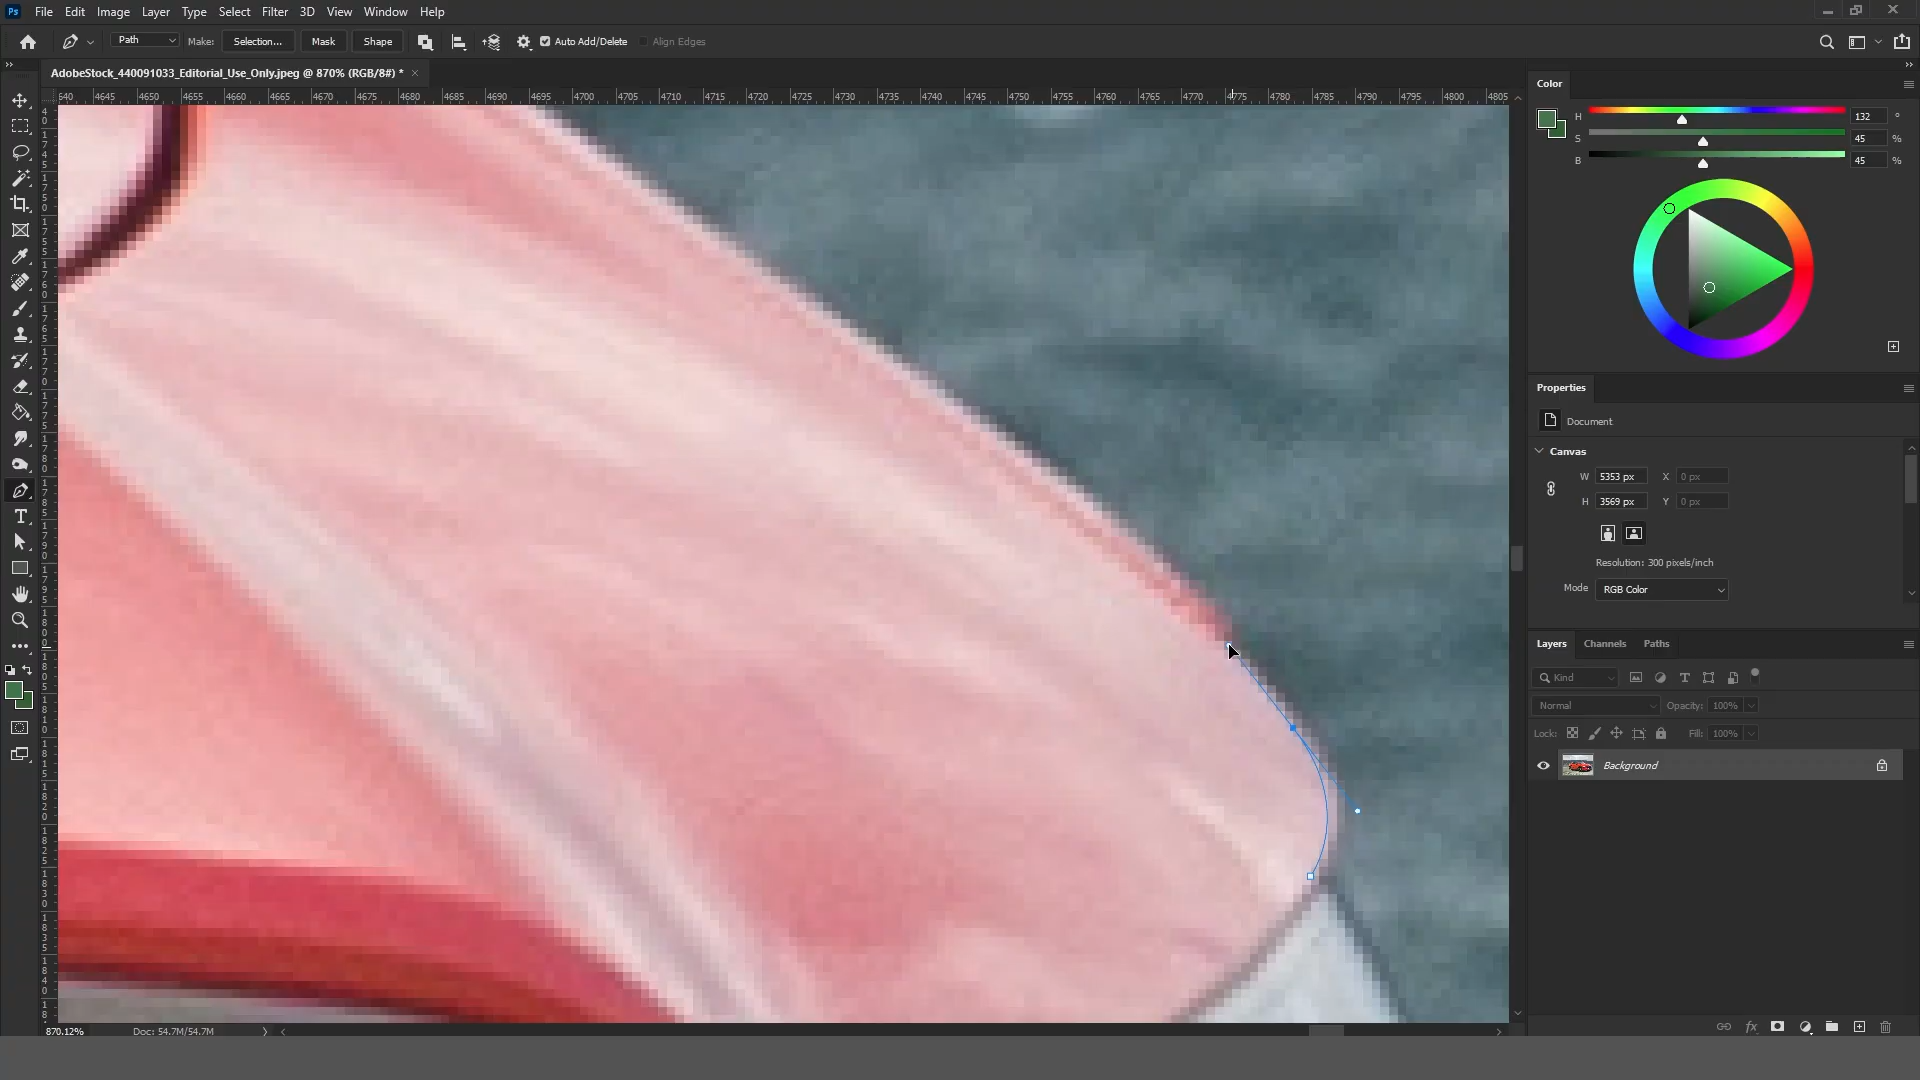 Ps File Edit Image Layer Type Select Filter 3D View Window Help
Path Make: Selection... Mask Shape Auto Add/Delete Align Edges
AdobeStock_440091033_Editorial_Use_Only.jpeg @ 870% (RGB/8#) * ×
640 4645 4650 4655 4660 4665 4670 4675 4680 4685 4690 4695 4700 4705 4710 4715 4720 4725 4730 4735 4740 4745 4750 4755 4760 4765 4770 4775 4780 4785 4790 4795 4800 4805
Color
H 132 °
S 45 %
B 45 %
Properties
Document
Canvas
W 5353 px X 0 px
H 3569 px Y 0 px
Resolution: 300 pixels/inch
Mode RGB Color
Layers Channels Paths
Kind
Normal Opacity: 100%
Lock: Fill: 100%
Background
fx
870.12% Doc: 54.7M/54.7M